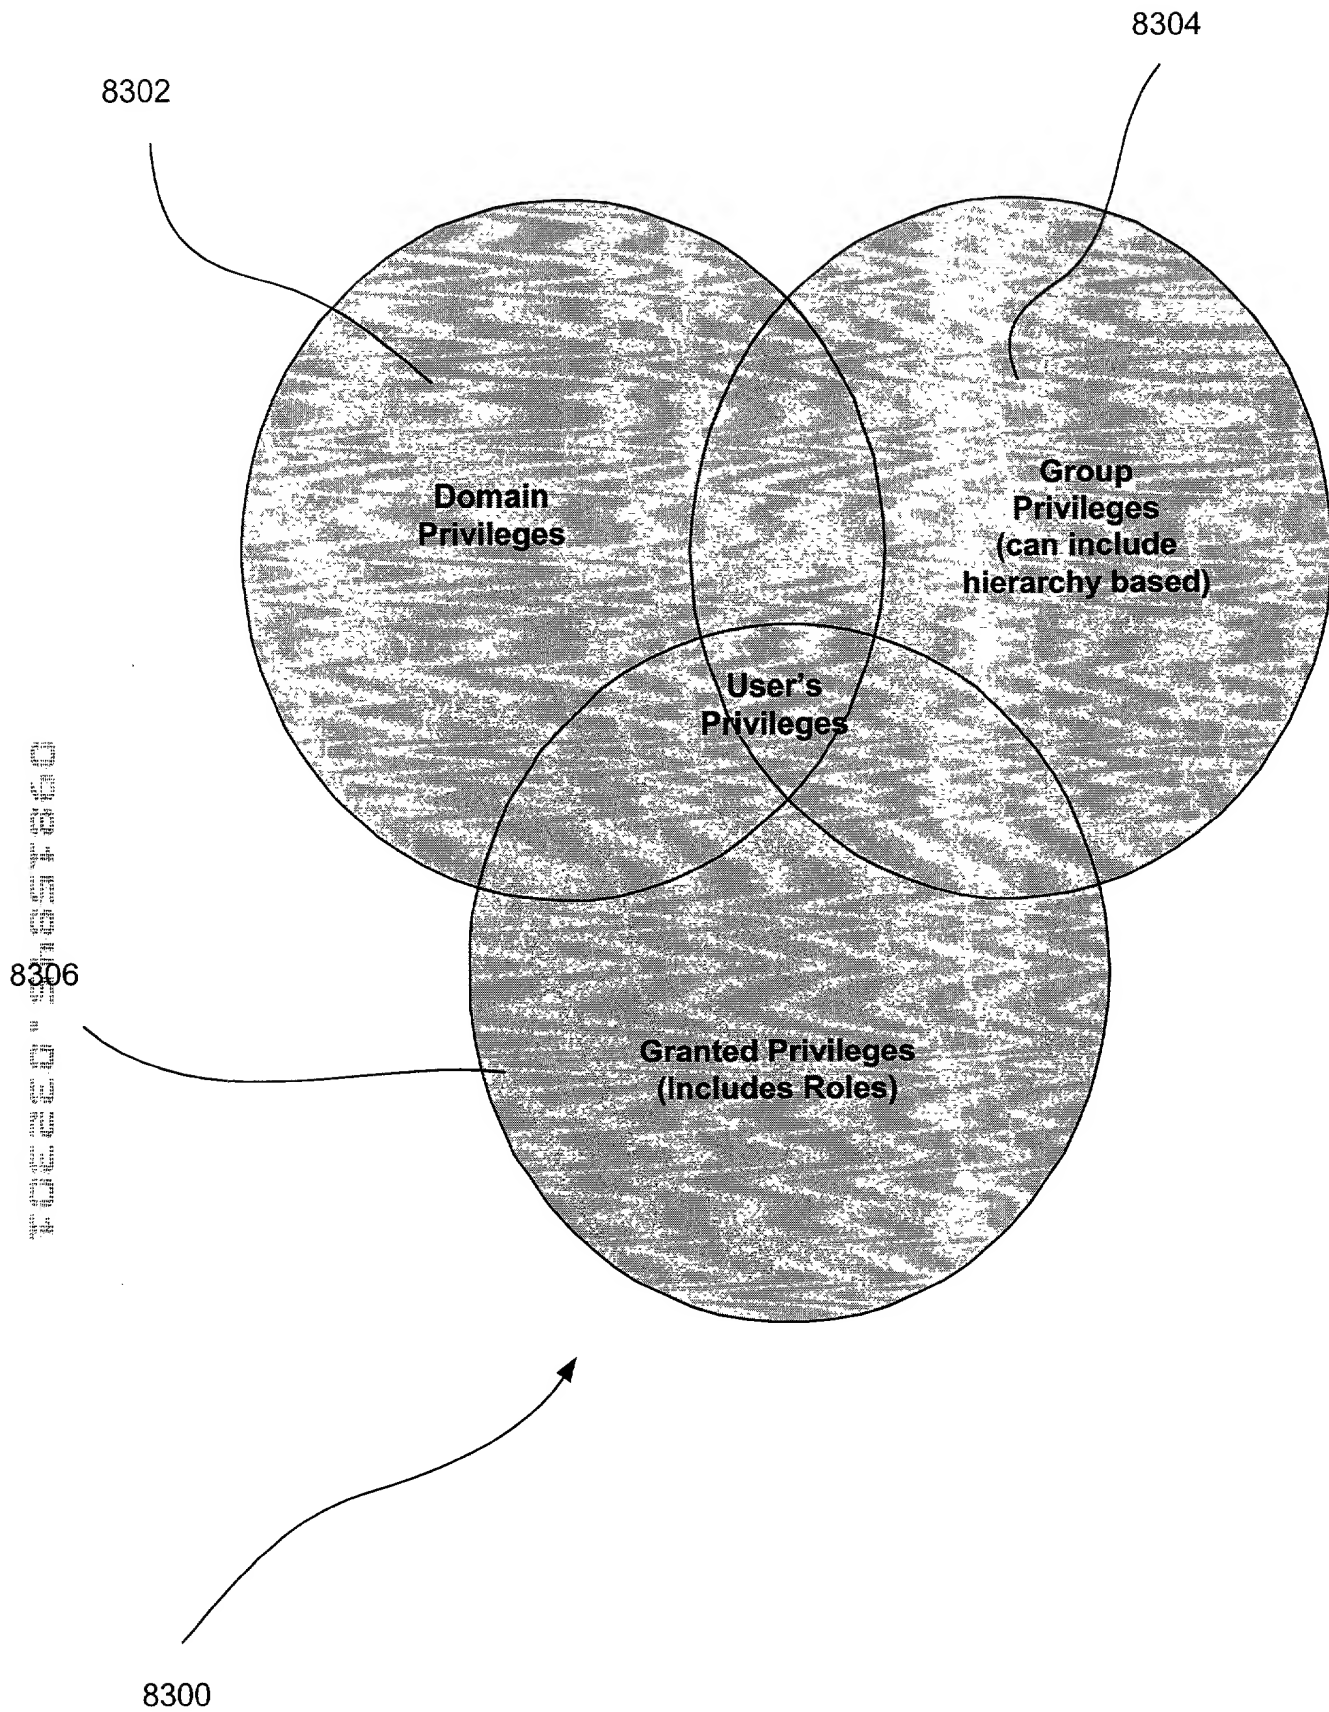 8304
8302
Domain
Privileges
Group
Privileges
(can include
hierarchy based)
User's
Privileges
8306
Granted Privileges
(Includes Roles)
8300